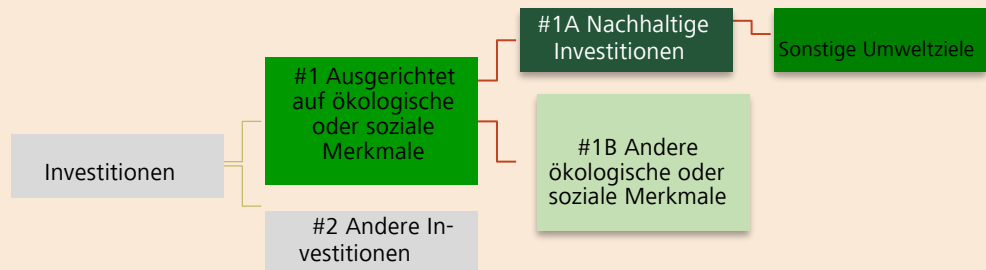 Investitionen
#1 Ausgerichtet
auf ökologische
oder soziale
Merkmale
#2 Andere In-
vestitionen
#1A Nachhaltige
Investitionen
#1B Andere
ökologische oder
soziale Merkmale
Sonstige Umweltziele